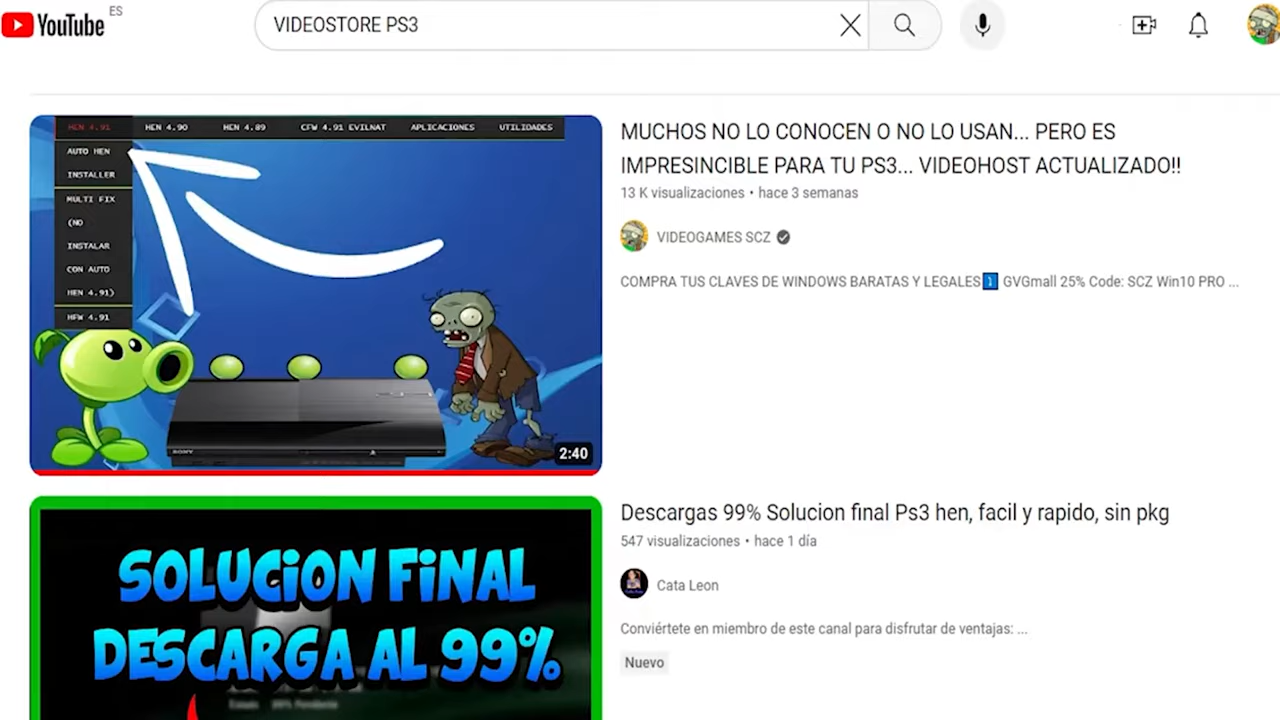 YouTube ES
VIDEOSTORE PS3
HEN 4.91 HEN 4.90 HEN 4.89 CFW 4.91 EVILNAT APLICACIONES UTILIDADES
AUTO HEN
INSTALLER
MULTI FIX
(NO
INSTALAR
CON AUTO
HEN 4.91)
HFW 4.91
SONY
2:40
MUCHOS NO LO CONOCEN O NO LO USAN... PERO ES
IMPRESINCIBLE PARA TU PS3... VIDEOHOST ACTUALIZADO!!
13 K visualizaciones • hace 3 semanas
VIDEOGAMES SCZ
COMPRA TUS CLAVES DE WINDOWS BARATAS Y LEGALES GVGmall 25% Code: SCZ Win10 PRO ...
SOLUCiON FiNAL
DESCARGA AL 99%
Descargas 99% Solucion final Ps3 hen, facil y rapido, sin pkg
547 visualizaciones • hace 1 día
Cata Leon
Conviértete en miembro de este canal para disfrutar de ventajas: ...
Nuevo